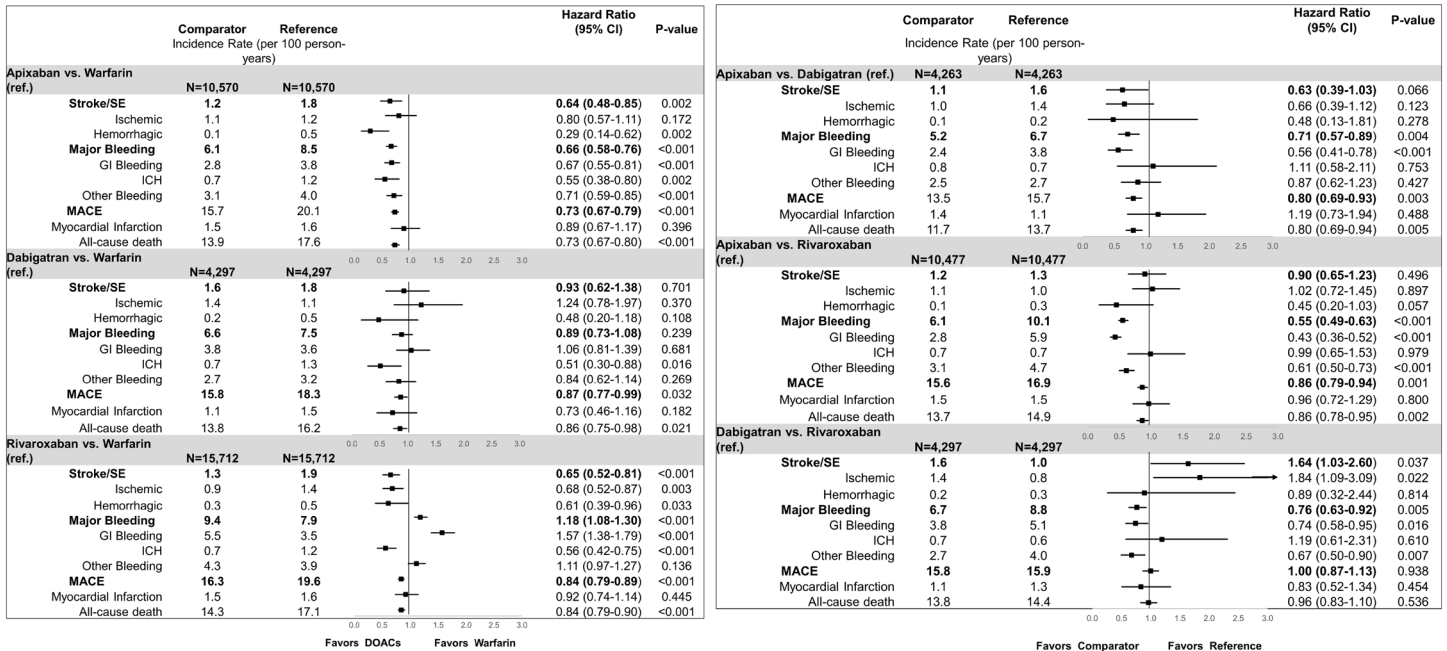 Comparator Reference Hazard Ratio (95% CI) P-value
Incidence Rate (per 100 person-years)
Apixaban vs. Warfarin (ref.) N=10,570 N=10,570
Stroke/SE 1.2 1.8 0.64 (0.48-0.85) 0.002
Ischemic 1.1 1.2 0.80 (0.57-1.11) 0.172
Hemorrhagic 0.1 0.5 0.29 (0.14-0.62) 0.002
Major Bleeding 6.1 8.5 0.66 (0.58-0.76) <0.001
GI Bleeding 2.8 3.8 0.67 (0.55-0.81) <0.001
ICH 0.7 1.2 0.55 (0.38-0.80) 0.002
Other Bleeding 3.1 4.0 0.71 (0.59-0.85) <0.001
MACE 15.7 20.1 0.73 (0.67-0.79) <0.001
Myocardial Infarction 1.5 1.6 0.89 (0.67-1.17) 0.396
All-cause death 13.9 17.6 0.73 (0.67-0.80) <0.001
0.0 0.5 1.0 1.5 2.0 2.5 3.0
Dabigatran vs. Warfarin (ref.) N=4,297 N=4,297
Stroke/SE 1.6 1.8 0.93 (0.62-1.38) 0.701
Ischemic 1.4 1.1 1.24 (0.78-1.97) 0.370
Hemorrhagic 0.2 0.5 0.48 (0.20-1.18) 0.108
Major Bleeding 6.6 7.5 0.89 (0.73-1.08) 0.239
GI Bleeding 3.8 3.6 1.06 (0.81-1.39) 0.681
ICH 0.7 1.3 0.51 (0.30-0.88) 0.016
Other Bleeding 2.7 3.2 0.84 (0.62-1.14) 0.269
MACE 15.8 18.3 0.87 (0.77-0.99) 0.032
Myocardial Infarction 1.1 1.5 0.73 (0.46-1.16) 0.182
All-cause death 13.8 16.2 0.86 (0.75-0.98) 0.021
0.0 0.5 1.0 1.5 2.0 2.5 3.0
Rivaroxaban vs. Warfarin (ref.) N=15,712 N=15,712
Stroke/SE 1.3 1.9 0.65 (0.52-0.81) <0.001
Ischemic 0.9 1.4 0.68 (0.52-0.87) 0.003
Hemorrhagic 0.3 0.5 0.61 (0.39-0.96) 0.033
Major Bleeding 9.4 7.9 1.18 (1.08-1.30) <0.001
GI Bleeding 5.5 3.5 1.57 (1.38-1.79) <0.001
ICH 0.7 1.2 0.56 (0.42-0.75) <0.001
Other Bleeding 4.3 3.9 1.11 (0.97-1.27) 0.136
MACE 16.3 19.6 0.84 (0.79-0.89) <0.001
Myocardial Infarction 1.5 1.6 0.92 (0.74-1.14) 0.445
All-cause death 14.3 17.1 0.84 (0.79-0.90) <0.001
0.0 0.5 1.0 1.5 2.0 2.5 3.0
Favors DOACs Favors Warfarin
Comparator Reference Hazard Ratio (95% CI) P-value
Incidence Rate (per 100 person-years)
Apixaban vs. Dabigatran (ref.) N=4,263 N=4,263
Stroke/SE 1.1 1.6 0.63 (0.39-1.03) 0.066
Ischemic 1.0 1.4 0.66 (0.39-1.12) 0.123
Hemorrhagic 0.1 0.2 0.48 (0.13-1.81) 0.278
Major Bleeding 5.2 6.7 0.71 (0.57-0.89) 0.004
GI Bleeding 2.4 3.8 0.56 (0.41-0.78) <0.001
ICH 0.8 0.7 1.11 (0.58-2.11) 0.753
Other Bleeding 2.5 2.7 0.87 (0.62-1.23) 0.427
MACE 13.5 15.7 0.80 (0.69-0.93) 0.003
Myocardial Infarction 1.4 1.1 1.19 (0.73-1.94) 0.488
All-cause death 11.7 13.7 0.80 (0.69-0.94) 0.005
0.0 0.5 1.0 1.5 2.0 2.5 3.0
Apixaban vs. Rivaroxaban (ref.) N=10,477 N=10,477
Stroke/SE 1.2 1.3 0.90 (0.65-1.23) 0.496
Ischemic 1.1 1.0 1.02 (0.72-1.45) 0.897
Hemorrhagic 0.1 0.3 0.45 (0.20-1.03) 0.057
Major Bleeding 6.1 10.1 0.55 (0.49-0.63) <0.001
GI Bleeding 2.8 5.9 0.43 (0.36-0.52) <0.001
ICH 0.7 0.7 0.99 (0.65-1.53) 0.979
Other Bleeding 3.1 4.7 0.61 (0.50-0.73) <0.001
MACE 15.6 16.9 0.86 (0.79-0.94) 0.001
Myocardial Infarction 1.5 1.5 0.96 (0.72-1.29) 0.800
All-cause death 13.7 14.9 0.86 (0.78-0.95) 0.002
0.0 0.5 1.0 1.5 2.0 2.5 3.0
Dabigatran vs. Rivaroxaban (ref.) N=4,297 N=4,297
Stroke/SE 1.6 1.0 1.64 (1.03-2.60) 0.037
Ischemic 1.4 0.8 1.84 (1.09-3.09) 0.022
Hemorrhagic 0.2 0.3 0.89 (0.32-2.44) 0.814
Major Bleeding 6.7 8.8 0.76 (0.63-0.92) 0.005
GI Bleeding 3.8 5.1 0.74 (0.58-0.95) 0.016
ICH 0.7 0.6 1.19 (0.61-2.31) 0.610
Other Bleeding 2.7 4.0 0.67 (0.50-0.90) 0.007
MACE 15.8 15.9 1.00 (0.87-1.13) 0.938
Myocardial Infarction 1.1 1.3 0.83 (0.52-1.34) 0.454
All-cause death 13.8 14.4 0.96 (0.83-1.10) 0.536
0.0 0.5 1.0 1.5 2.0 2.5 3.0
Favors Comparator Favors Reference